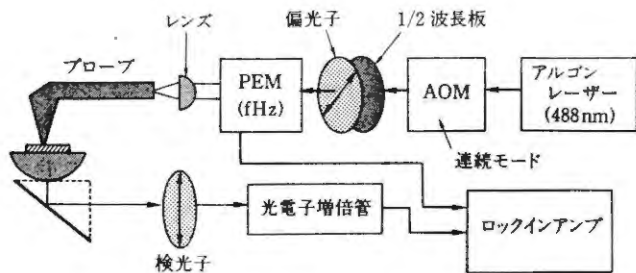 レンズ
偏光子
1/2 波長板
プローブ
PEM
(fHz)
AOM
アルゴン
レーザー
(488 nm)
連続モード
光電子増倍管
ロックインアンプ
検光子